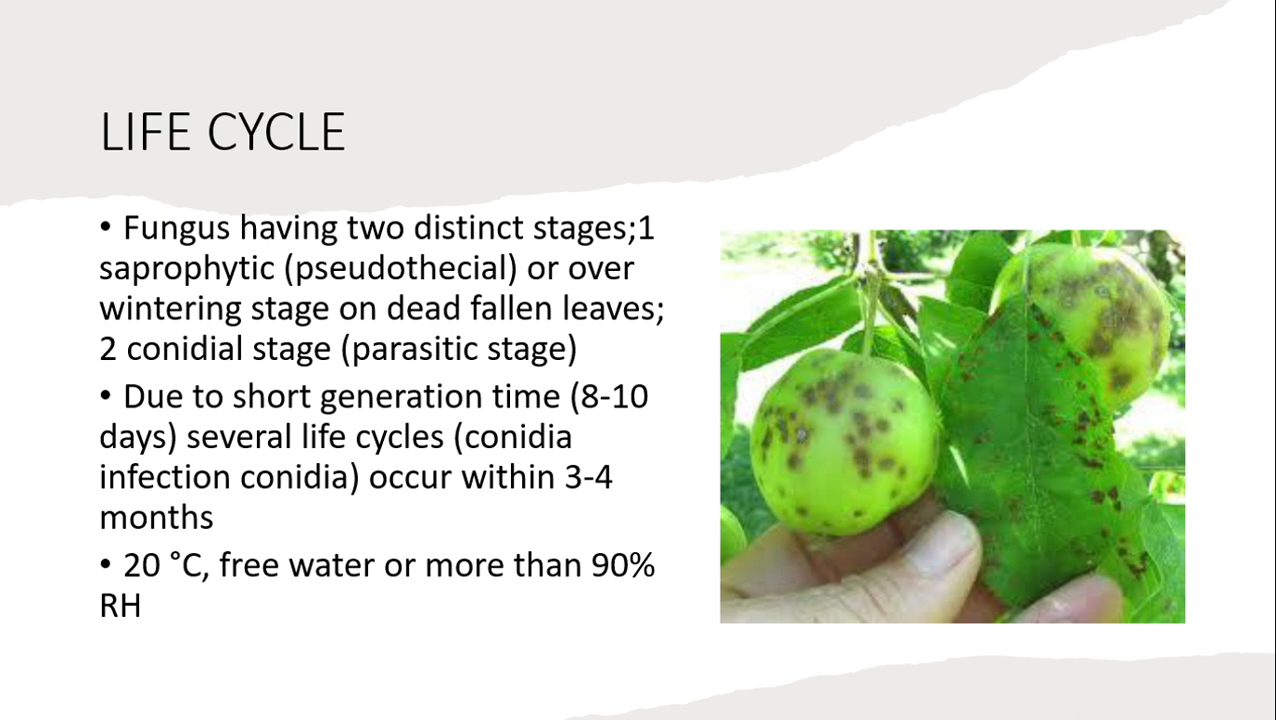 LIFE CYCLE
• Fungus having two distinct stages;1
saprophytic (pseudothecial) or over
wintering stage on dead fallen leaves;
2 conidial stage (parasitic stage)
• Due to short generation time (8-10
days) several life cycles (conidia
infection conidia) occur within 3-4
months
• 20 °C, free water or more than 90%
RH